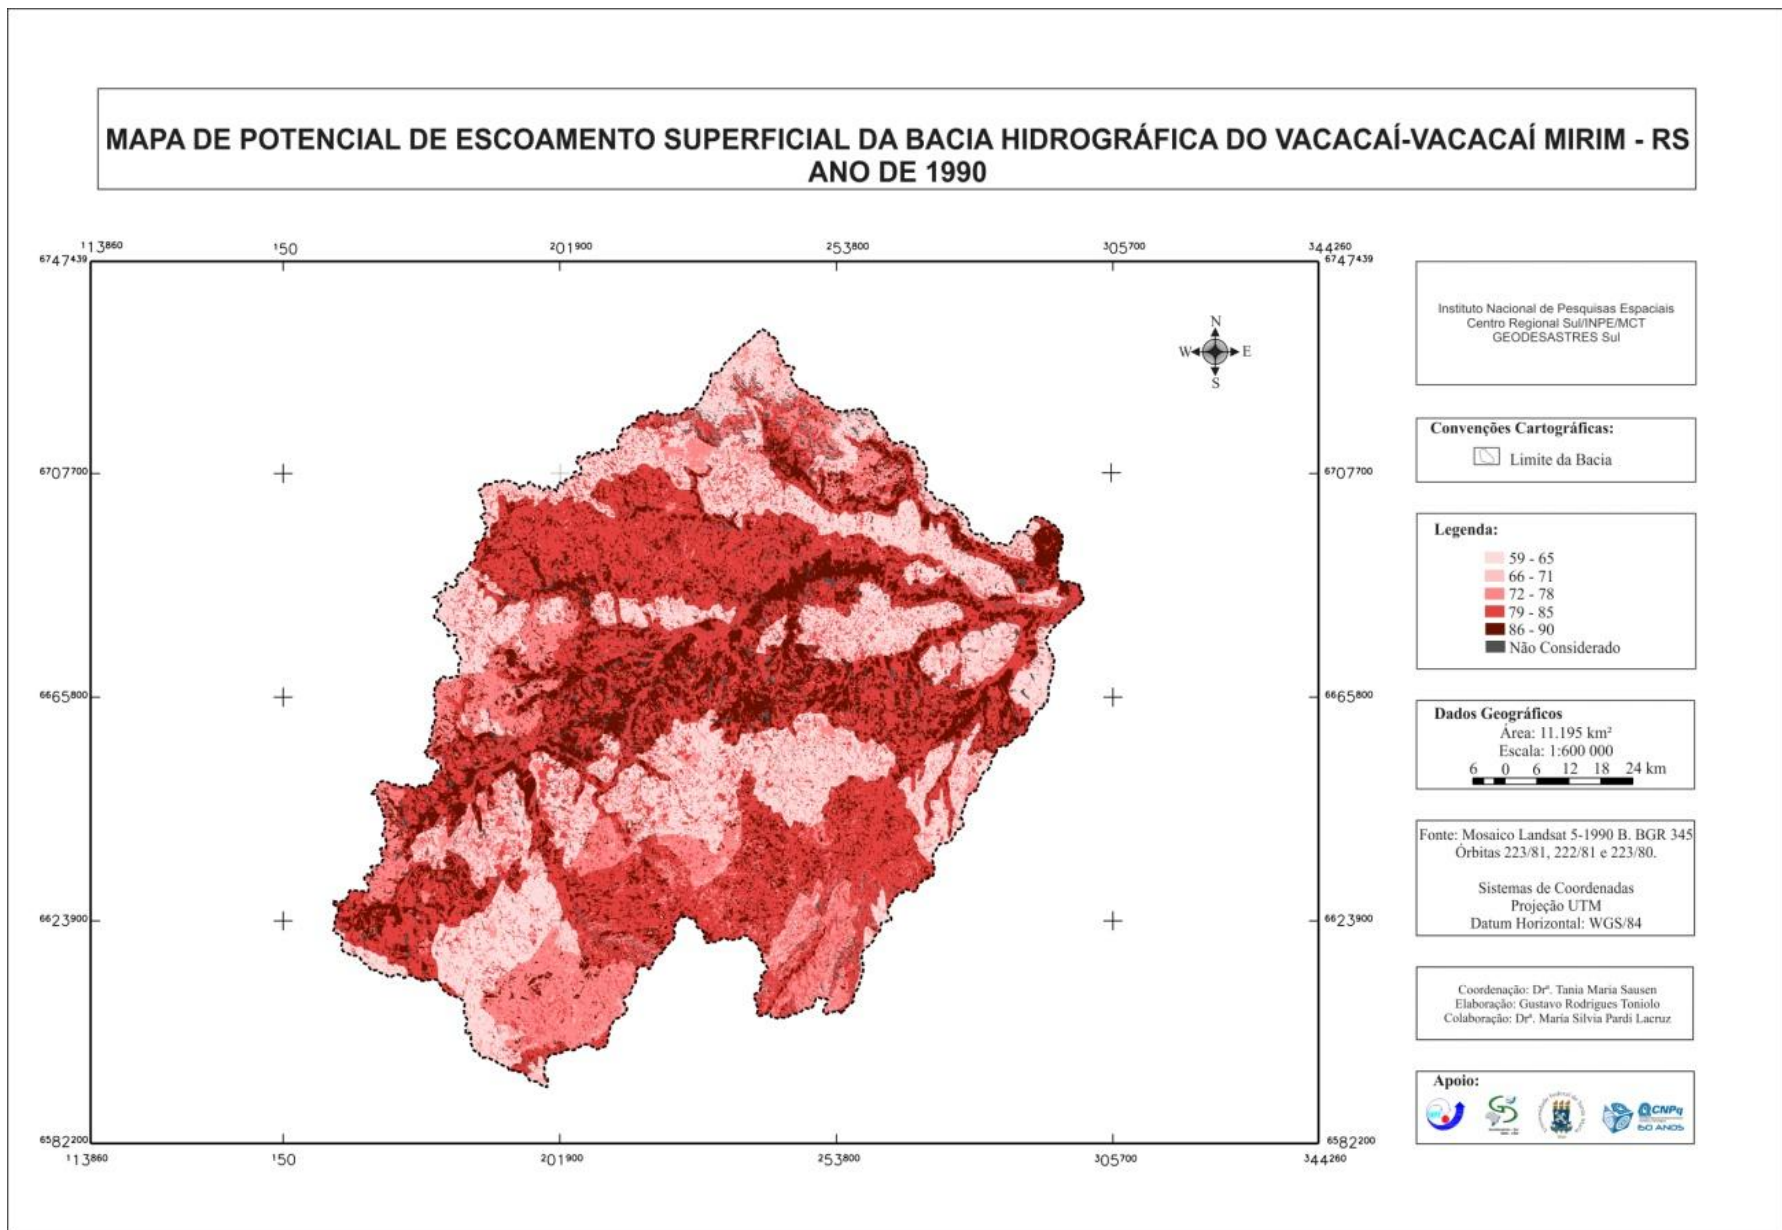 MAPA DE POTENCIAL DE ESCOAMENTO SUPERFICIAL DA BACIA HIDROGRÁFICA DO VACACAÍ-VACACAÍ MIRIM - RS
ANO DE 1990
113860 150 201900 253800 305700 344260
6747439 6747439
N
W E
S
6707700 6707700
6665800 6665800
6623900 6623900
6582200 6582200
113860 150 201900 253800 305700 344260
Instituto Nacional de Pesquisas Espaciais
Centro Regional Sul/INPE/MCT
GEODESASTRES Sul
Convenções Cartográficas:
Limite da Bacia
Legenda:
59 - 65
66 - 71
72 - 78
79 - 85
86 - 90
Não Considerado
Dados Geográficos
Área: 11.195 km²
Escala: 1:600 000
6 0 6 12 18 24 km
Fonte: Mosaico Landsat 5-1990 B. BGR 345
Órbitas 223/81, 222/81 e 223/80.
Sistemas de Coordenadas
Projeção UTM
Datum Horizontal: WGS/84
Coordenação: Drª. Tania Maria Sausen
Elaboração: Gustavo Rodrigues Toniolo
Colaboração: Drª. Maria Silvia Pardi Lacruz
Apoio:
CNPq
60 ANOS